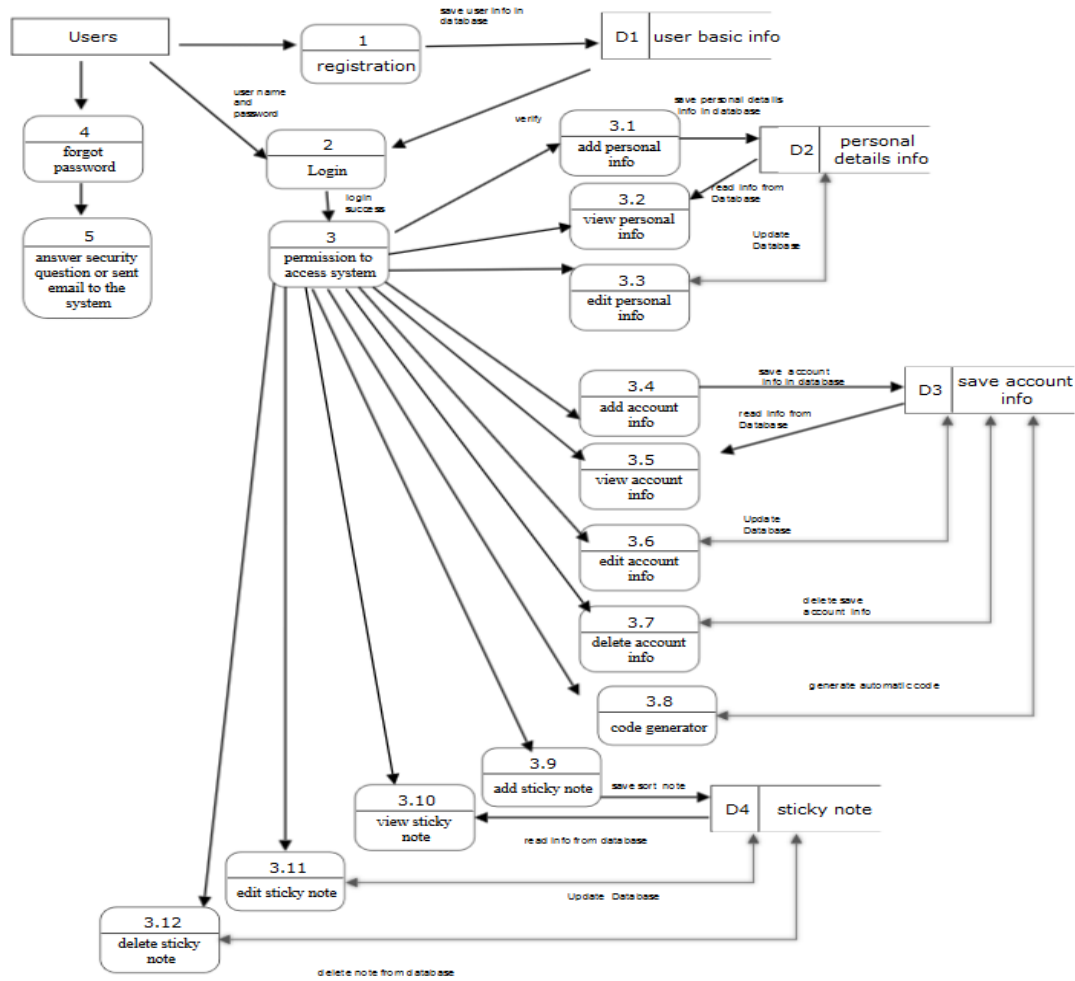 Users
save user info in
database
1
registration
D1
user basic info
user name
and
password
4
forgot
password
2
Login
verify
login
success
3
permission to
access system
5
answer security
question or sent
email to the
system
save personal details
info in database
3.1
add personal
info
D2
personal
details info
read info from
Database
3.2
view personal
info
Update
Database
3.3
edit personal
info
save account
info in database
3.4
add account
info
D3
save account
info
read info from
Database
3.5
view account
info
Update
Database
3.6
edit account
info
delete save
account info
3.7
delete account
info
generate automatic code
3.8
code generator
3.9
add sticky note
save sort note
D4
sticky note
3.10
view sticky
note
read info from database
3.11
edit sticky note
Update Database
3.12
delete sticky
note
delete note from database